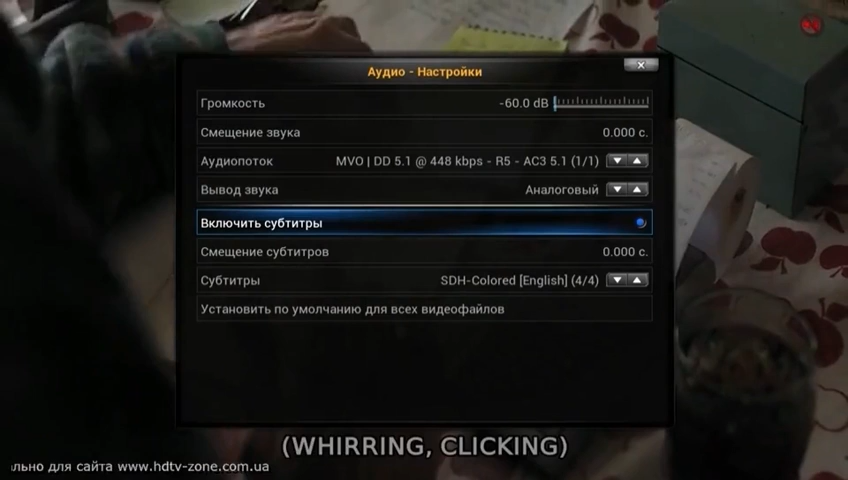 Аудио - Настройки
Громкость -60.0 dB
Смещение звука 0.000 с.
Аудиопоток MVO | DD 5.1 @ 448 kbps - R5 - AC3 5.1 (1/1)
Вывод звука Аналоговый
Включить субтитры
Смещение субтитров 0.000 с.
Субтитры SDH-Colored [English] (4/4)
Установить по умолчанию для всех видеофайлов
(WHIRRING, CLICKING)
для сайта www.hdtv-zone.com.ua